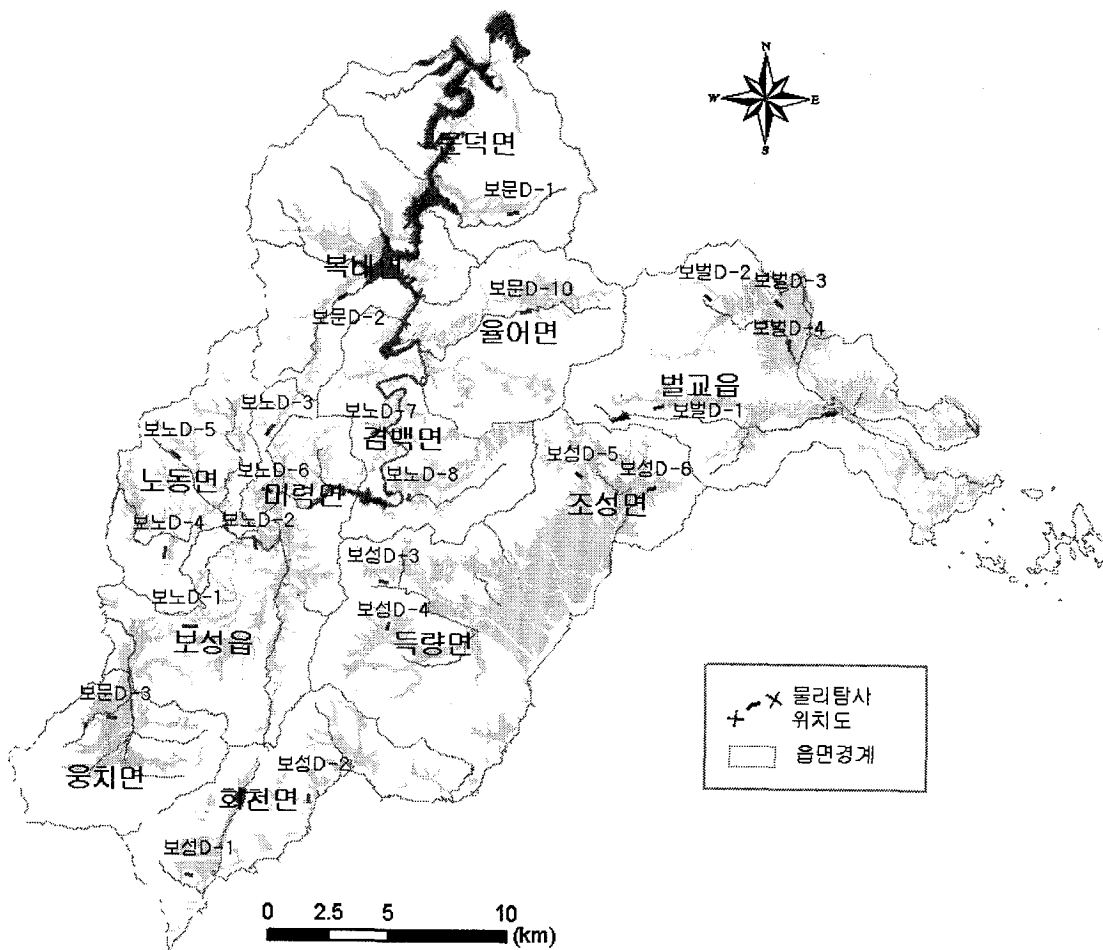 N
W
E
S
문덕면
보문D-1
복내면
보벌D-2
보벌D-3
보문D-10
보문D-2
보벌D-4
율어면
벌교읍
보노D-3
보노D-7
보벌D-1
보노D-5
겸백면
보성D-5
보노D-6
보성D-6
노동면
미력면
보노D-8
조성면
보노D-4
보노D-2
보성D-3
보노D-1
보성D-4
보성읍
득량면
보문D-3
물리탐사
위치도
읍면경계
웅치면
보성D-2
회천면
보성D-1
0 2.5 5 10
(km)